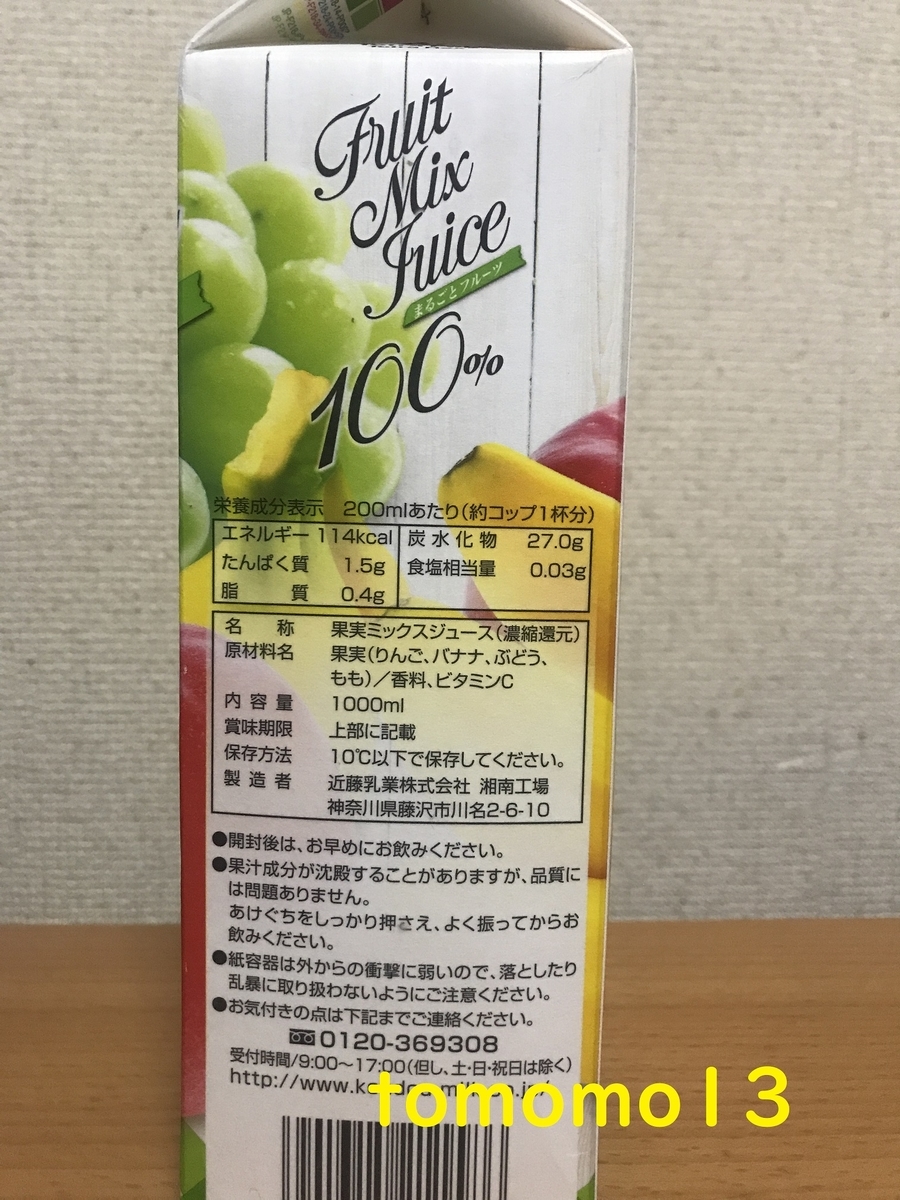 Fruit
Mix
Juice
まるごとフルーツ
100%
栄養成分表示 200mlあたり(約コップ1杯分)
エネルギー 114kcal 炭水化物 27.0g
たんぱく質 1.5g 食塩相当量 0.03g
脂質 0.4g
名称 果実ミックスジュース(濃縮還元)
原材料名 果実(りんご、バナナ、ぶどう、
もも)/香料、ビタミンC
内容量 1000ml
賞味期限 上部に記載
保存方法 10℃以下で保存してください。
製造者 近藤乳業株式会社 湘南工場
神奈川県藤沢市川名2-6-10
●開封後は、お早めにお飲みください。
●果汁成分が沈殿することがありますが、品質に
は問題ありません。
あけぐちをしっかり押さえ、よく振ってからお
飲みください。
●紙容器は外からの衝撃に弱いので、落としたり
乱暴に取り扱わないようにご注意ください。
●お気付きの点は下記までご連絡ください。
0120-369308
受付時間/9:00〜17:00(但し、土・日・祝日は除く)
tomomo13